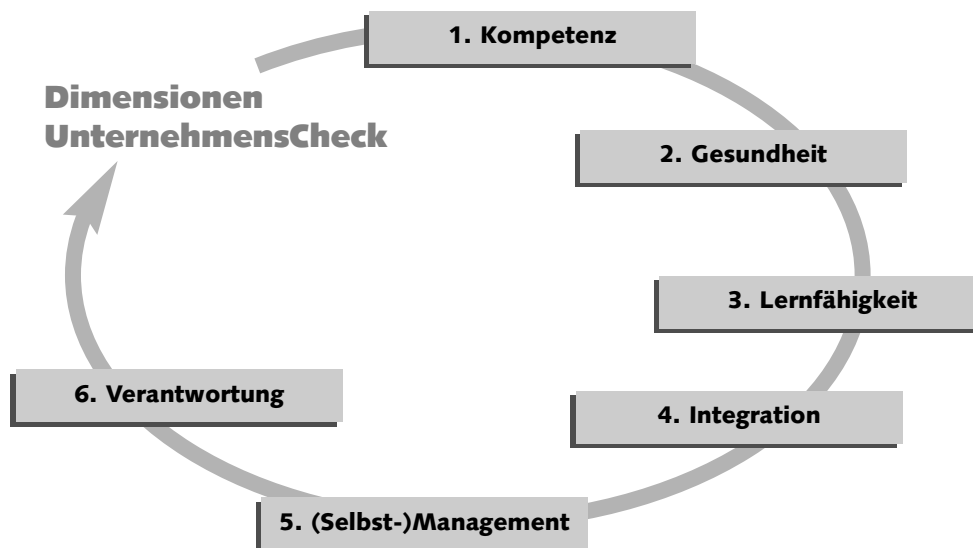 Dimensionen
UnternehmensCheck
1. Kompetenz
2. Gesundheit
3. Lernfähigkeit
4. Integration
5. (Selbst-)Management
6. Verantwortung